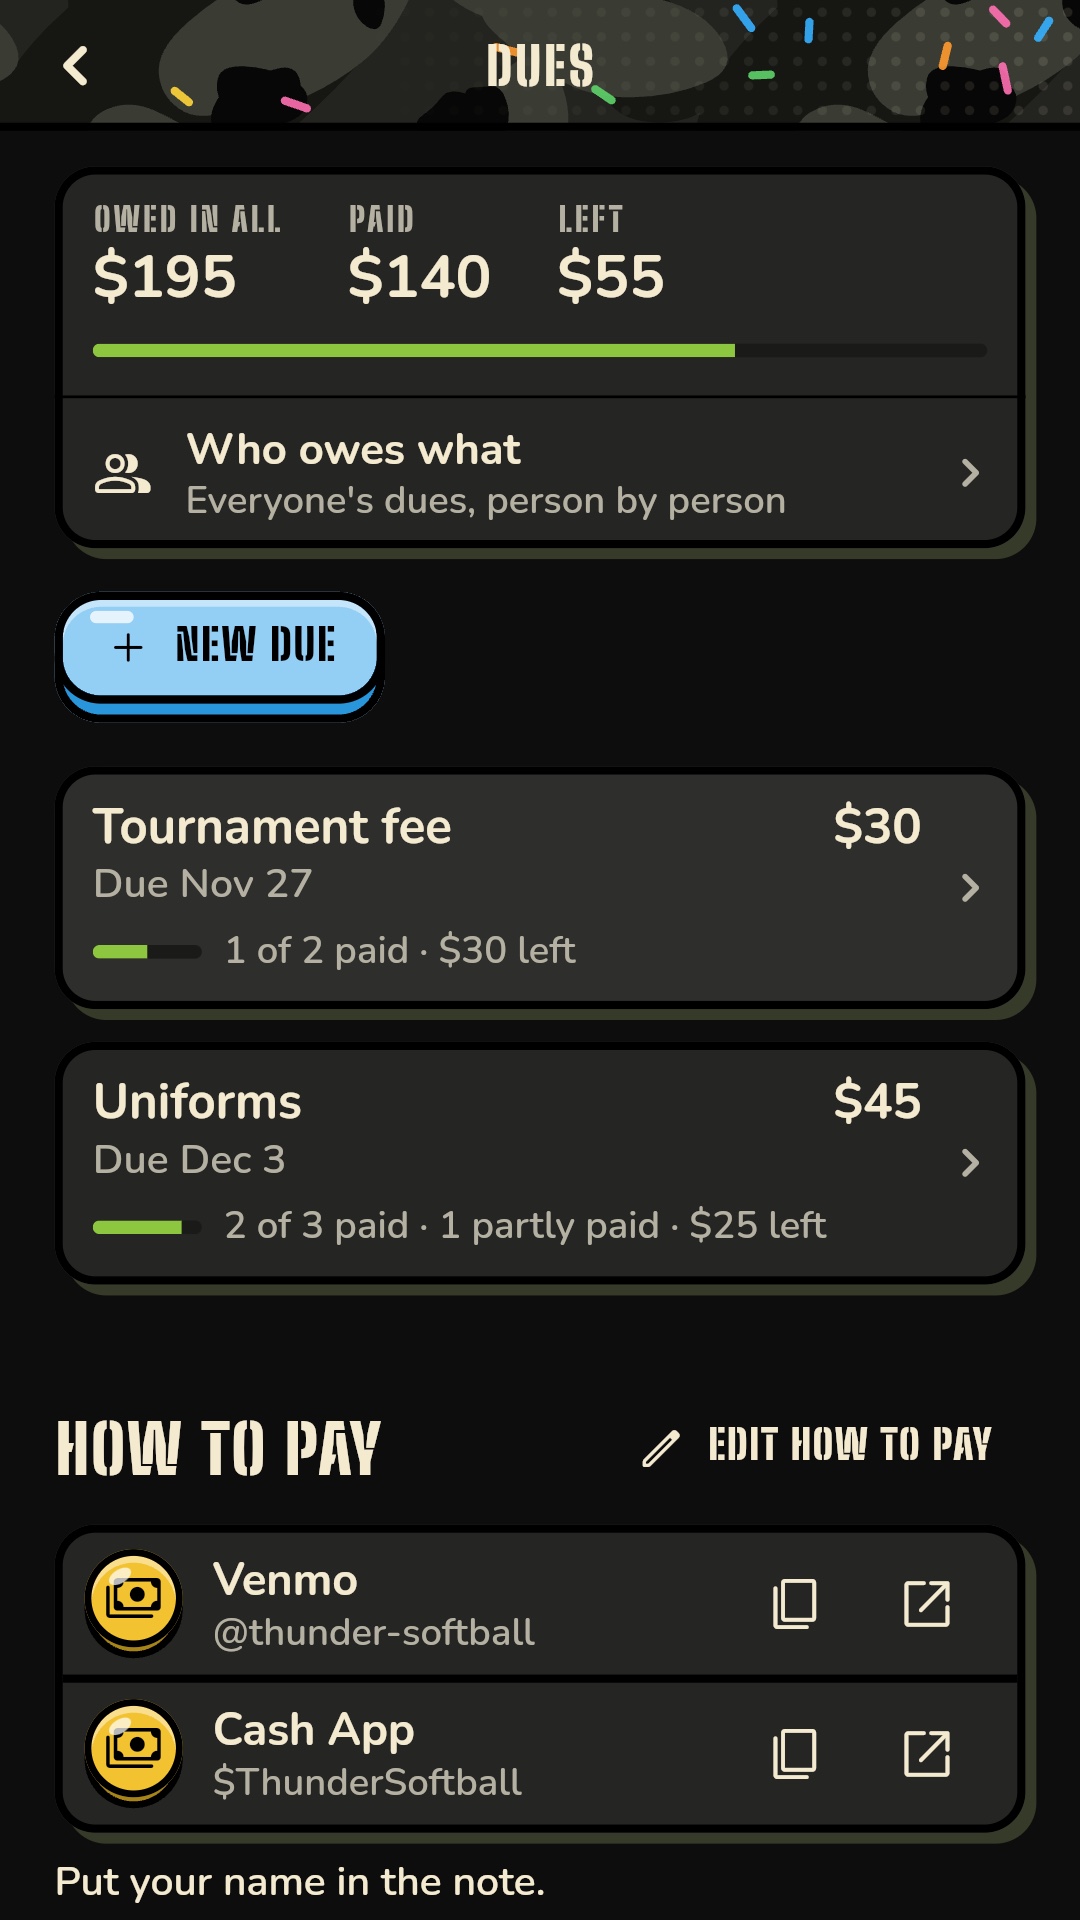 DUES
OWED IN ALL PAID LEFT
$195 $140 $55
Who owes what
Everyone's dues, person by person
NEW DUE
Tournament fee $30
Due Nov 27
1 of 2 paid · $30 left
Uniforms $45
Due Dec 3
2 of 3 paid · 1 partly paid · $25 left
HOW TO PAY EDIT HOW TO PAY
Venmo
@thunder-softball
Cash App
$ThunderSoftball
Put your name in the note.